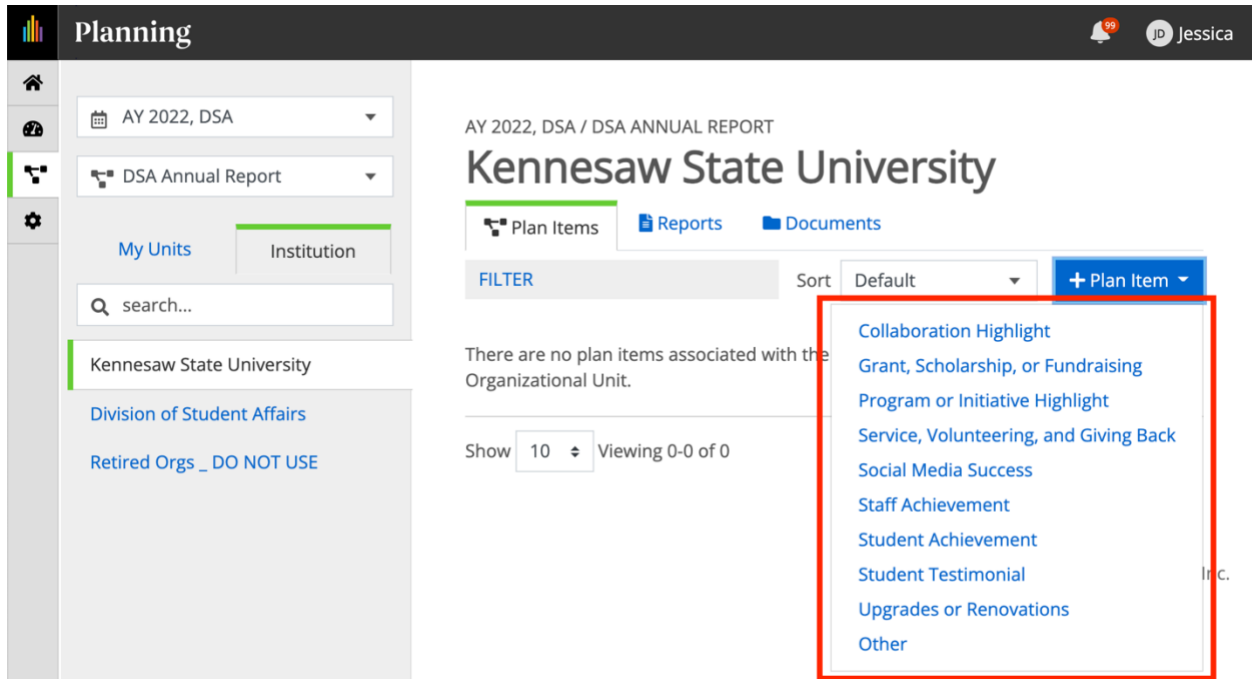 Planning
99
JD Jessica
AY 2022, DSA
DSA Annual Report
My Units
Institution
search...
Kennesaw State University
Division of Student Affairs
Retired Orgs _ DO NOT USE
AY 2022, DSA / DSA ANNUAL REPORT
Kennesaw State University
Plan Items
Reports
Documents
FILTER
Sort
Default
+ Plan Item
There are no plan items associated with the
Organizational Unit.
Show 10 Viewing 0-0 of 0
Collaboration Highlight
Grant, Scholarship, or Fundraising
Program or Initiative Highlight
Service, Volunteering, and Giving Back
Social Media Success
Staff Achievement
Student Achievement
Student Testimonial
Upgrades or Renovations
Other
Inc.